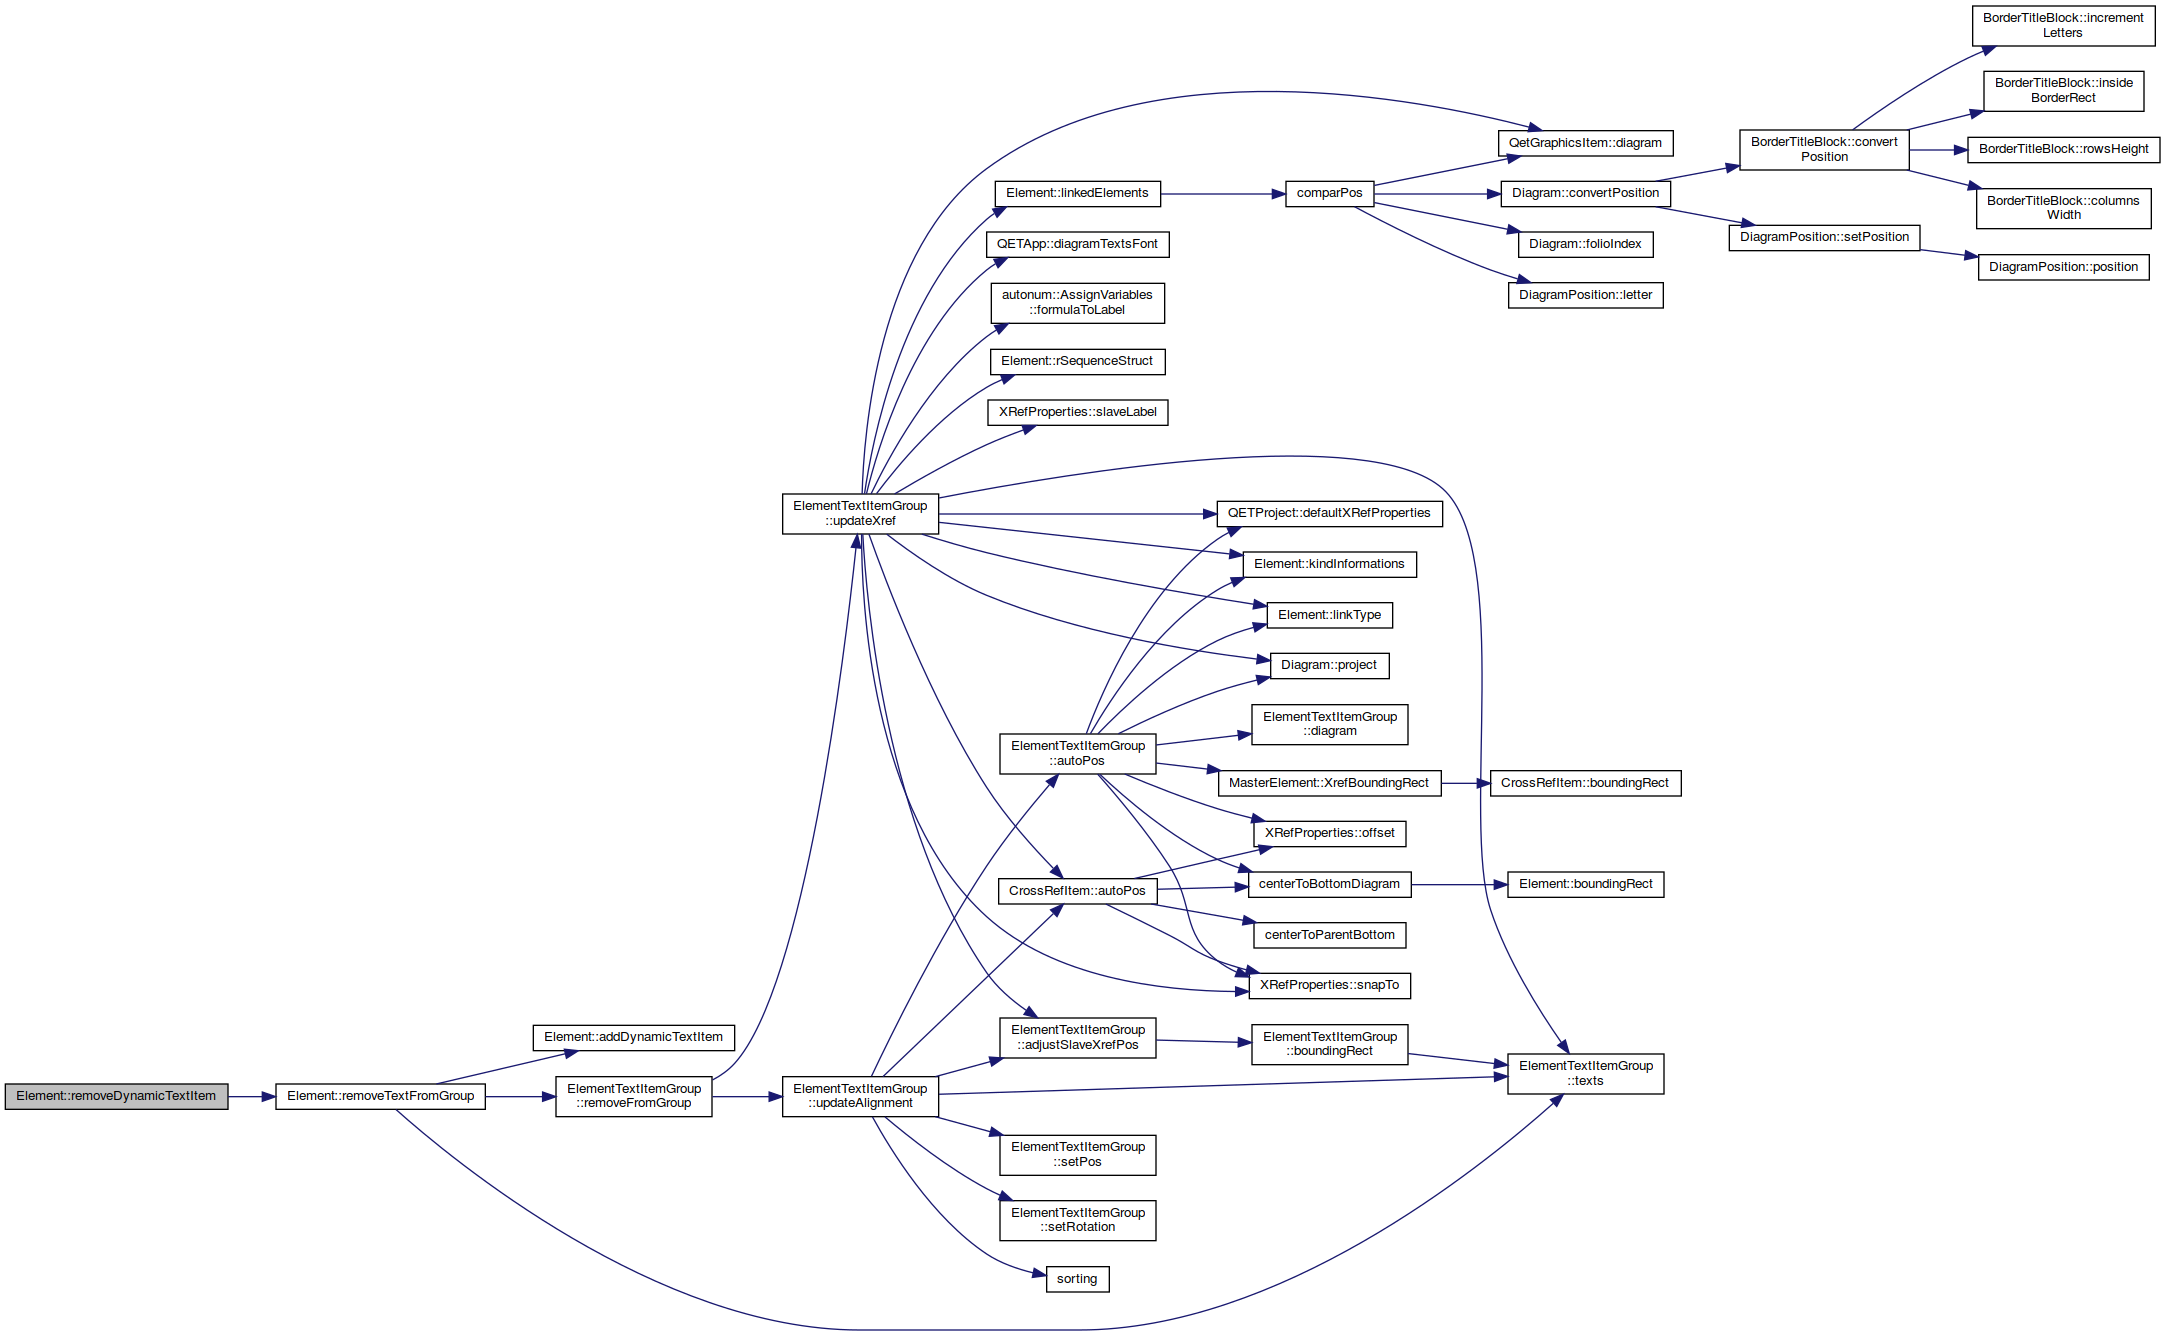 BorderTitleBlock::increment
Letters
BorderTitleBlock::inside
BorderRect
QetGraphicsItem::diagram
BorderTitleBlock::convert
Position
BorderTitleBlock::rowsHeight
Element::linkedElements
comparPos
Diagram::convertPosition
BorderTitleBlock::columns
Width
QETApp::diagramTextsFont
Diagram::folioIndex
DiagramPosition::setPosition
DiagramPosition::position
autonum::AssignVariables
::formulaToLabel
DiagramPosition::letter
Element::rSequenceStruct
XRefProperties::slaveLabel
ElementTextItemGroup
::updateXref
QETProject::defaultXRefProperties
Element::kindInformations
Element::linkType
Diagram::project
ElementTextItemGroup
::diagram
ElementTextItemGroup
::autoPos
MasterElement::XrefBoundingRect
CrossRefItem::boundingRect
XRefProperties::offset
CrossRefItem::autoPos
centerToBottomDiagram
Element::boundingRect
centerToParentBottom
XRefProperties::snapTo
Element::addDynamicTextItem
ElementTextItemGroup
::adjustSlaveXrefPos
ElementTextItemGroup
::boundingRect
ElementTextItemGroup
::texts
Element::removeDynamicTextItem
Element::removeTextFromGroup
ElementTextItemGroup
::removeFromGroup
ElementTextItemGroup
::updateAlignment
ElementTextItemGroup
::setPos
ElementTextItemGroup
::setRotation
sorting